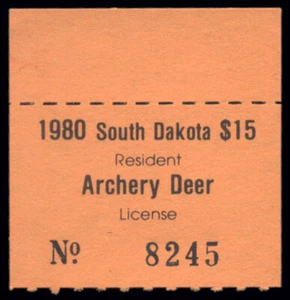 1980 South Dakota $15
Resident
Archery Deer
License
Nº 8245